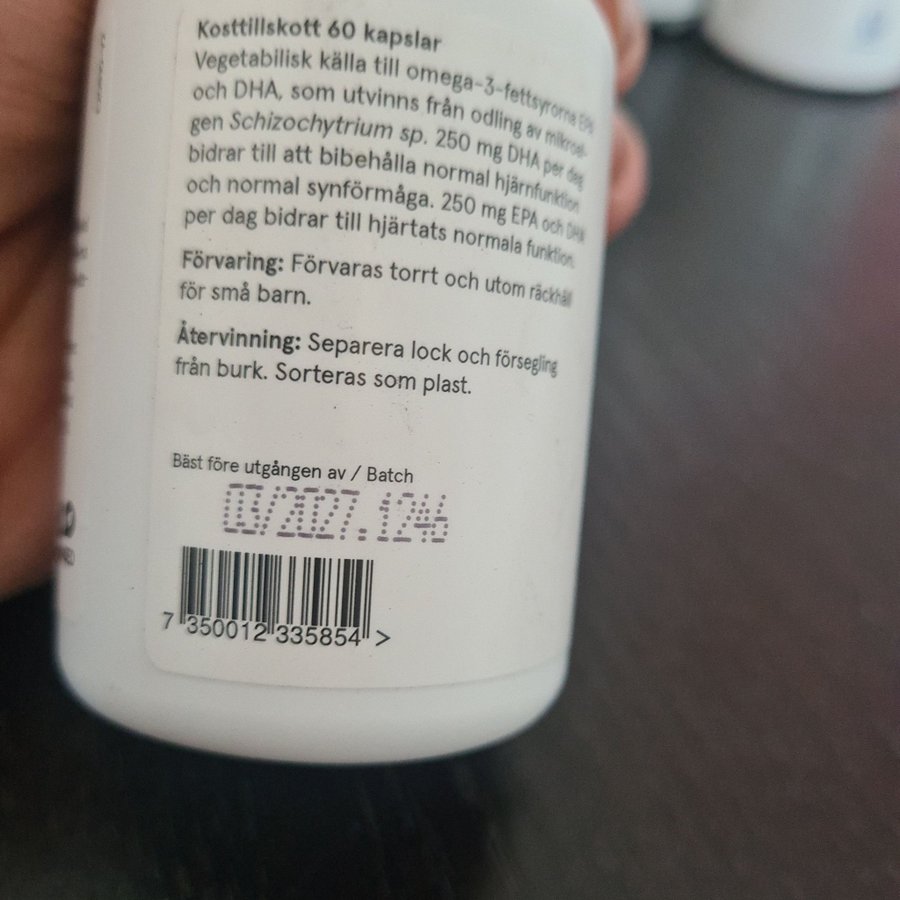 Kosttillskott 60 kapslar
Vegetabilisk källa till omega-3-fettsyrorna EPA
och DHA, som utvinns från odling av mikroal-
gen Schizochytrium sp. 250 mg DHA per dag
bidrar till att bibehålla normal hjärnfunktion
och normal synförmåga. 250 mg EPA och DHA
per dag bidrar till hjärtats normala funktion.
Förvaring: Förvaras torrt och utom räckhåll
för små barn.
Återvinning: Separera lock och försegling
från burk. Sorteras som plast.
Bäst före utgången av / Batch
03/2027.1246
7 350012 335854 >